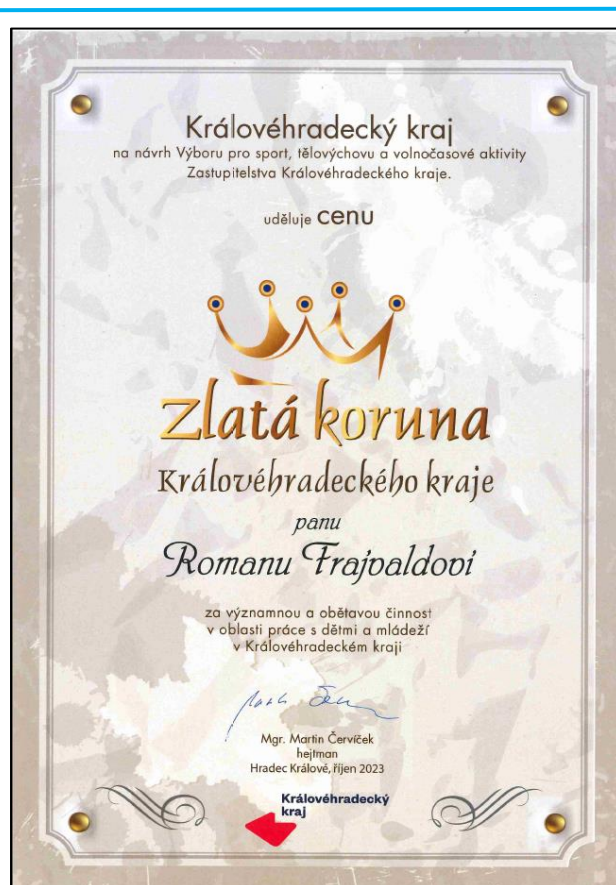 Královéhradecký kraj
na návrh Výboru pro sport, tělovýchovu a volnočasové aktivity
Zastupitelstva Královéhradeckého kraje.
uděluje cenu
Zlatá koruna
Královéhradeckého kraje
panu
Romanu Frajvaldovi
za významnou a obětavou činnost
v oblasti práce s dětmi a mládeží
v Královéhradeckém kraji
Mgr. Martin Červíček
hejtman
Hradec Králové, říjen 2023
Královéhradecký
kraj